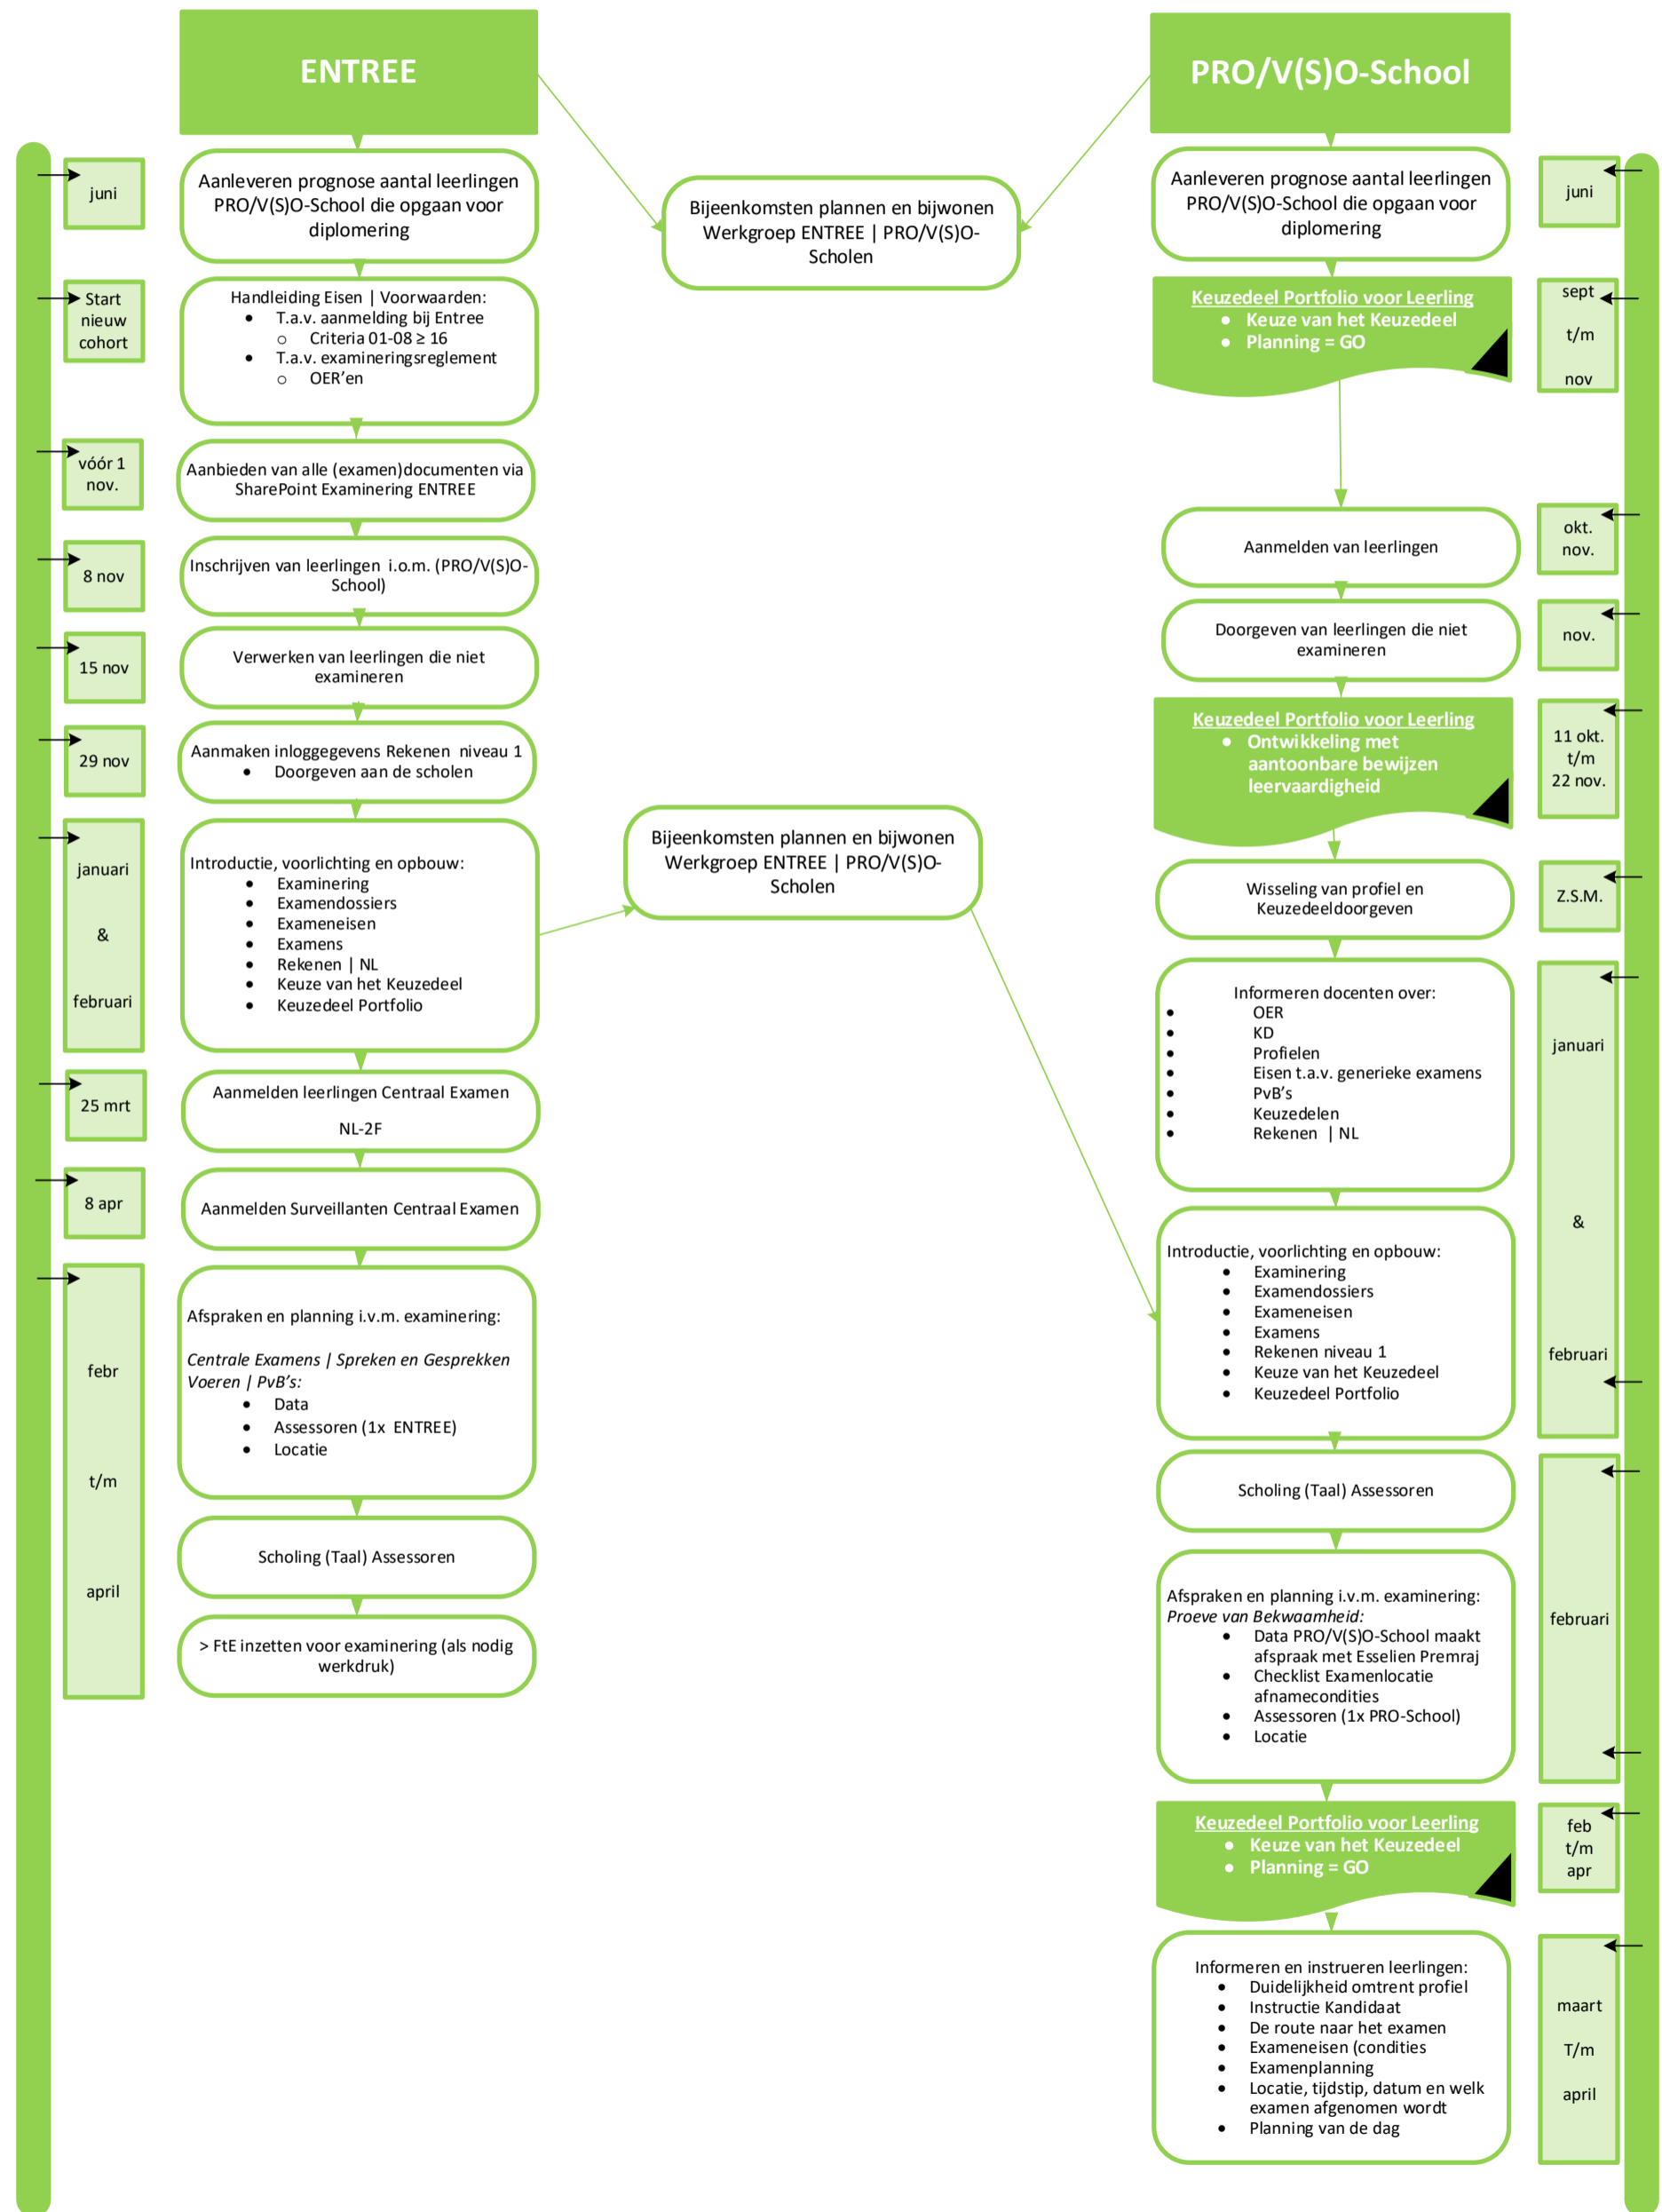 ENTREE
juni
Aanleveren prognose aantal leerlingen
PRO/V(S)O-School die opgaan voor
diplomering
Start
nieuw
cohort
Handleiding Eisen | Voorwaarden:
• T.a.v. aanmelding bij Entree
o Criteria 01-08 ≥ 16
• T.a.v. examineringsreglement
o OER'en
vóór 1
nov.
Aanbieden van alle (examen)documenten via
SharePoint Examinering ENTREE
8 nov
Inschrijven van leerlingen i.o.m. (PRO/V(S)O-
School)
15 nov
Verwerken van leerlingen die niet
examineren
29 nov
Aanmaken inloggegevens Rekenen niveau 1
• Doorgeven aan de scholen
januari
&
februari
Introductie, voorlichting en opbouw:
• Examinering
• Examendossiers
• Exameneisen
• Examens
• Rekenen | NL
• Keuze van het Keuzedeel
• Keuzedeel Portfolio
25 mrt
Aanmelden leerlingen Centraal Examen
NL-2F
8 apr
Aanmelden Surveillanten Centraal Examen
febr
t/m
april
Afspraken en planning i.v.m. examinering:
Centrale Examens | Spreken en Gesprekken
Voeren | PvB's:
• Data
• Assessoren (1x ENTREE)
• Locatie
Scholing (Taal) Assessoren
> FtE inzetten voor examinering (als nodig
werkdruk)
Bijeenkomsten plannen en bijwonen
Werkgroep ENTREE | PRO/V(S)O-
Scholen
Bijeenkomsten plannen en bijwonen
Werkgroep ENTREE | PRO/V(S)O-
Scholen
PRO/V(S)O-School
Aanleveren prognose aantal leerlingen
PRO/V(S)O-School die opgaan voor
diplomering
juni
Keuzedeel Portfolio voor Leerling
• Keuze van het Keuzedeel
• Planning = GO
sept
t/m
nov
Aanmelden van leerlingen
okt.
nov.
Doorgeven van leerlingen die niet
examineren
nov.
Keuzedeel Portfolio voor Leerling
• Ontwikkeling met
aantoonbare bewijzen
leervaardigheid
11 okt.
t/m
22 nov.
Wisseling van profiel en
Keuzedeeldoorgeven
Z.S.M.
Informeren docenten over:
• OER
• KD
• Profielen
• Eisen t.a.v. generieke examens
• PvB's
• Keuzedelen
• Rekenen | NL
januari
&
februari
Introductie, voorlichting en opbouw:
• Examinering
• Examendossiers
• Exameneisen
• Examens
• Rekenen niveau 1
• Keuze van het Keuzedeel
• Keuzedeel Portfolio
Scholing (Taal) Assessoren
februari
Afspraken en planning i.v.m. examinering:
Proeve van Bekwaamheid:
• Data PRO/V(S)O-School maakt
afspraak met Esselien Premraj
• Checklist Examenlocatie
afnamecondities
• Assessoren (1x PRO-School)
• Locatie
Keuzedeel Portfolio voor Leerling
• Keuze van het Keuzedeel
• Planning = GO
feb
t/m
apr
Informeren en instrueren leerlingen:
• Duidelijkheid omtrent profiel
• Instructie Kandidaat
• De route naar het examen
• Exameneisen (condities
• Examenplanning
• Locatie, tijdstip, datum en welk
examen afgenomen wordt
• Planning van de dag
maart
T/m
april